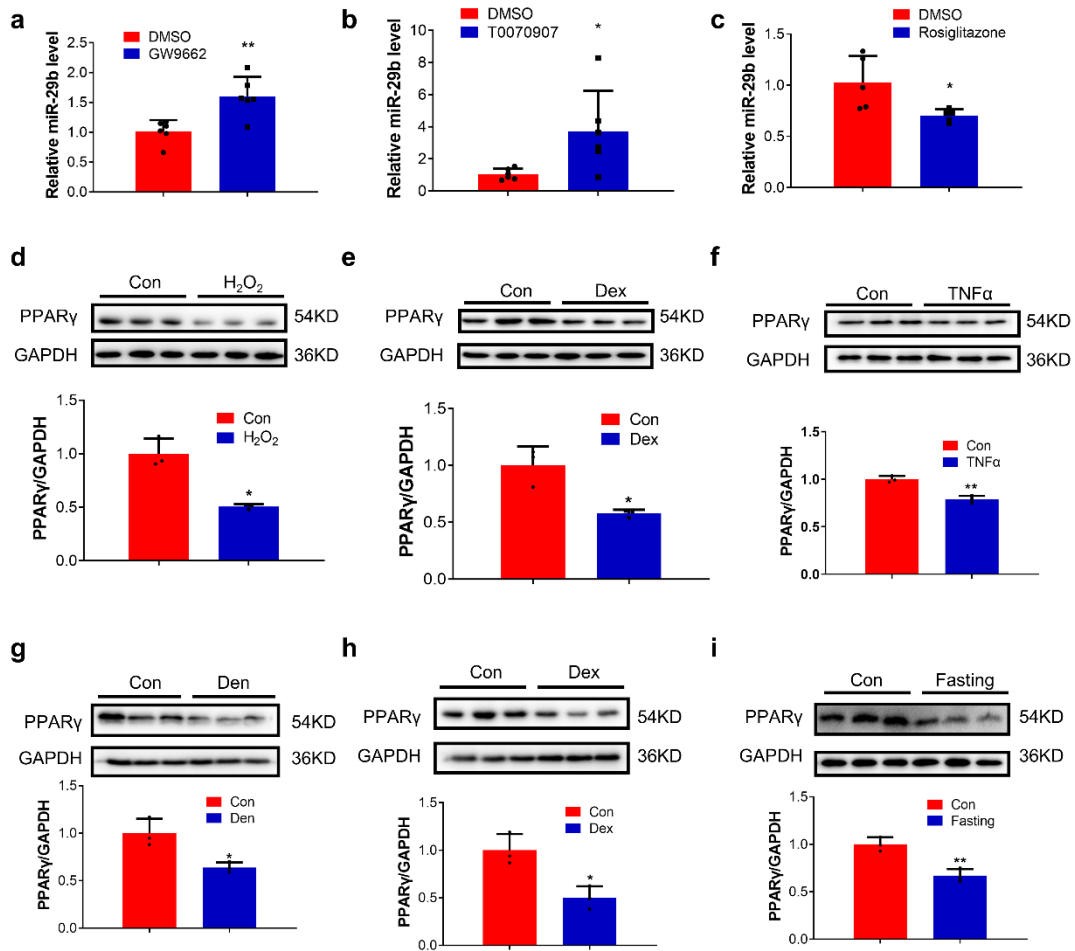 a
DMSO
GW9662
**
Relative miR-29b level
2.5
2.0
1.5
1.0
0.5
0.0
b
DMSO
T0070907
*
Relative miR-29b level
10
8
6
4
2
0
c
DMSO
Rosiglitazone
*
Relative miR-29b level
1.5
1.0
0.5
0.0
d
Con H₂O₂
PPARγ 54KD
GAPDH 36KD
PPARγ/GAPDH
1.5
1.0
0.5
0.0
Con
H₂O₂
*
e
Con Dex
PPARγ 54KD
GAPDH 36KD
PPARγ/GAPDH
1.5
1.0
0.5
0.0
Con
Dex
*
f
Con TNFα
PPARγ 54KD
GAPDH 36KD
PPARγ/GAPDH
1.5
1.0
0.5
0.0
Con
TNFα
**
g
Con Den
PPARγ 54KD
GAPDH 36KD
PPARγ/GAPDH
1.5
1.0
0.5
0.0
Con
Den
*
h
Con Dex
PPARγ 54KD
GAPDH 36KD
PPARγ/GAPDH
1.5
1.0
0.5
0.0
Con
Dex
*
i
Con Fasting
PPARγ 54KD
GAPDH 36KD
PPARγ/GAPDH
1.5
1.0
0.5
0.0
Con
Fasting
**